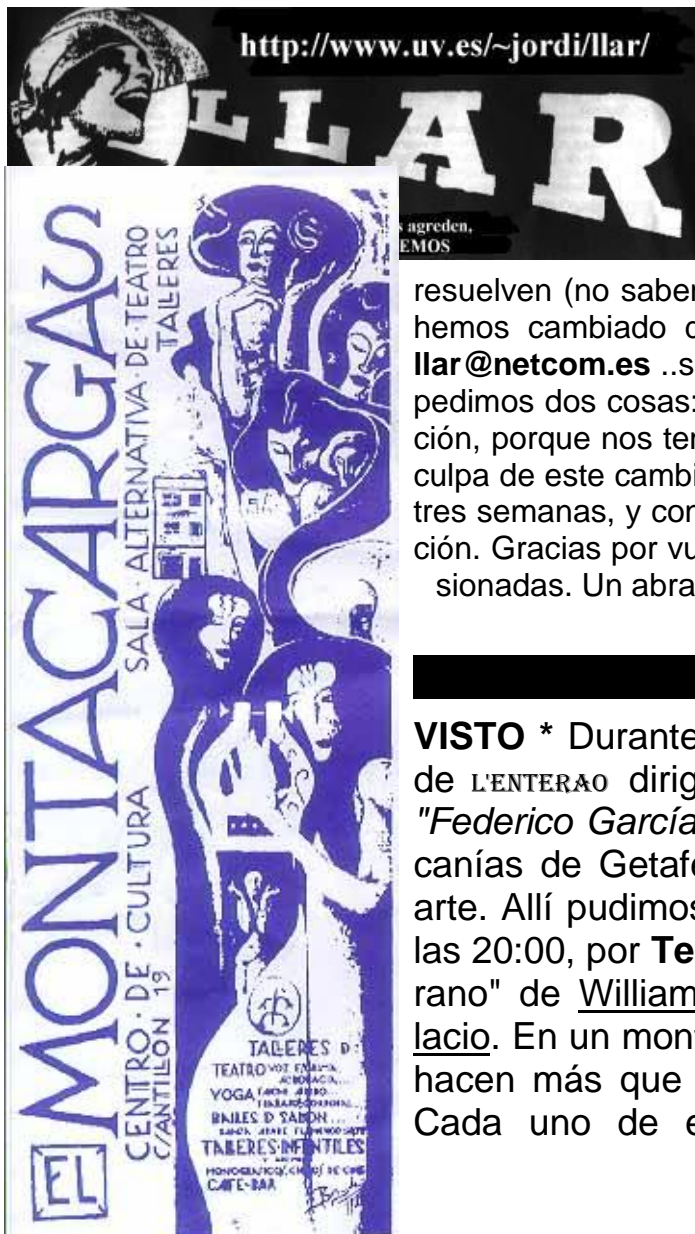 http://www.uv.es/~jordi/llar/
LLAR
s agreden,
EMOS
EL MONTACARGAS
CENTRO · DE · CULTURA
C/ANTILLON 19
SALA · ALTERNATIVA · DE · TEATRO
TALLERES
TALLERES D:
TEATRO VOZ
YOGA
BAILES D SALON...
TALLERES INFANTILES
CAFE-BAR
resuelven (no saben
hemos cambiado d
llar@netcom.es ..s
pedimos dos cosas:
ción, porque nos ten
culpa de este cambi
tres semanas, y con
ción. Gracias por vu
sionadas. Un abra
VISTO * Durante
de L'ENTERAO dirig
"Federico García
canías de Getafe
arte. Allí pudimos
las 20:00, por Te
rano" de William
lacio. En un mont
hacen más que
Cada uno de e